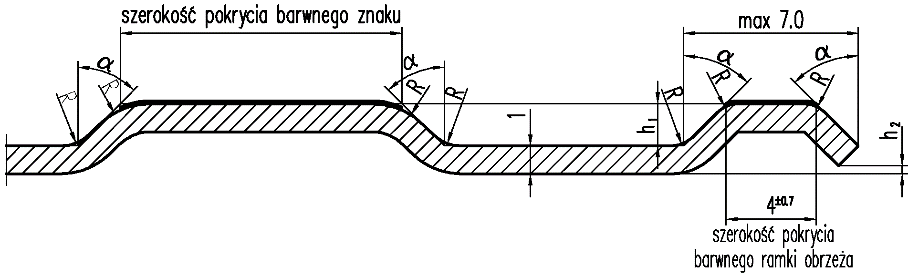 szerokość pokrycia barwnego znaku
max 7.0
α
α
α
α
R
R
R
R
R
R
R
1
h₁
h₂
4±0.7
szerokość pokrycia
barwnego ramki obrzeża